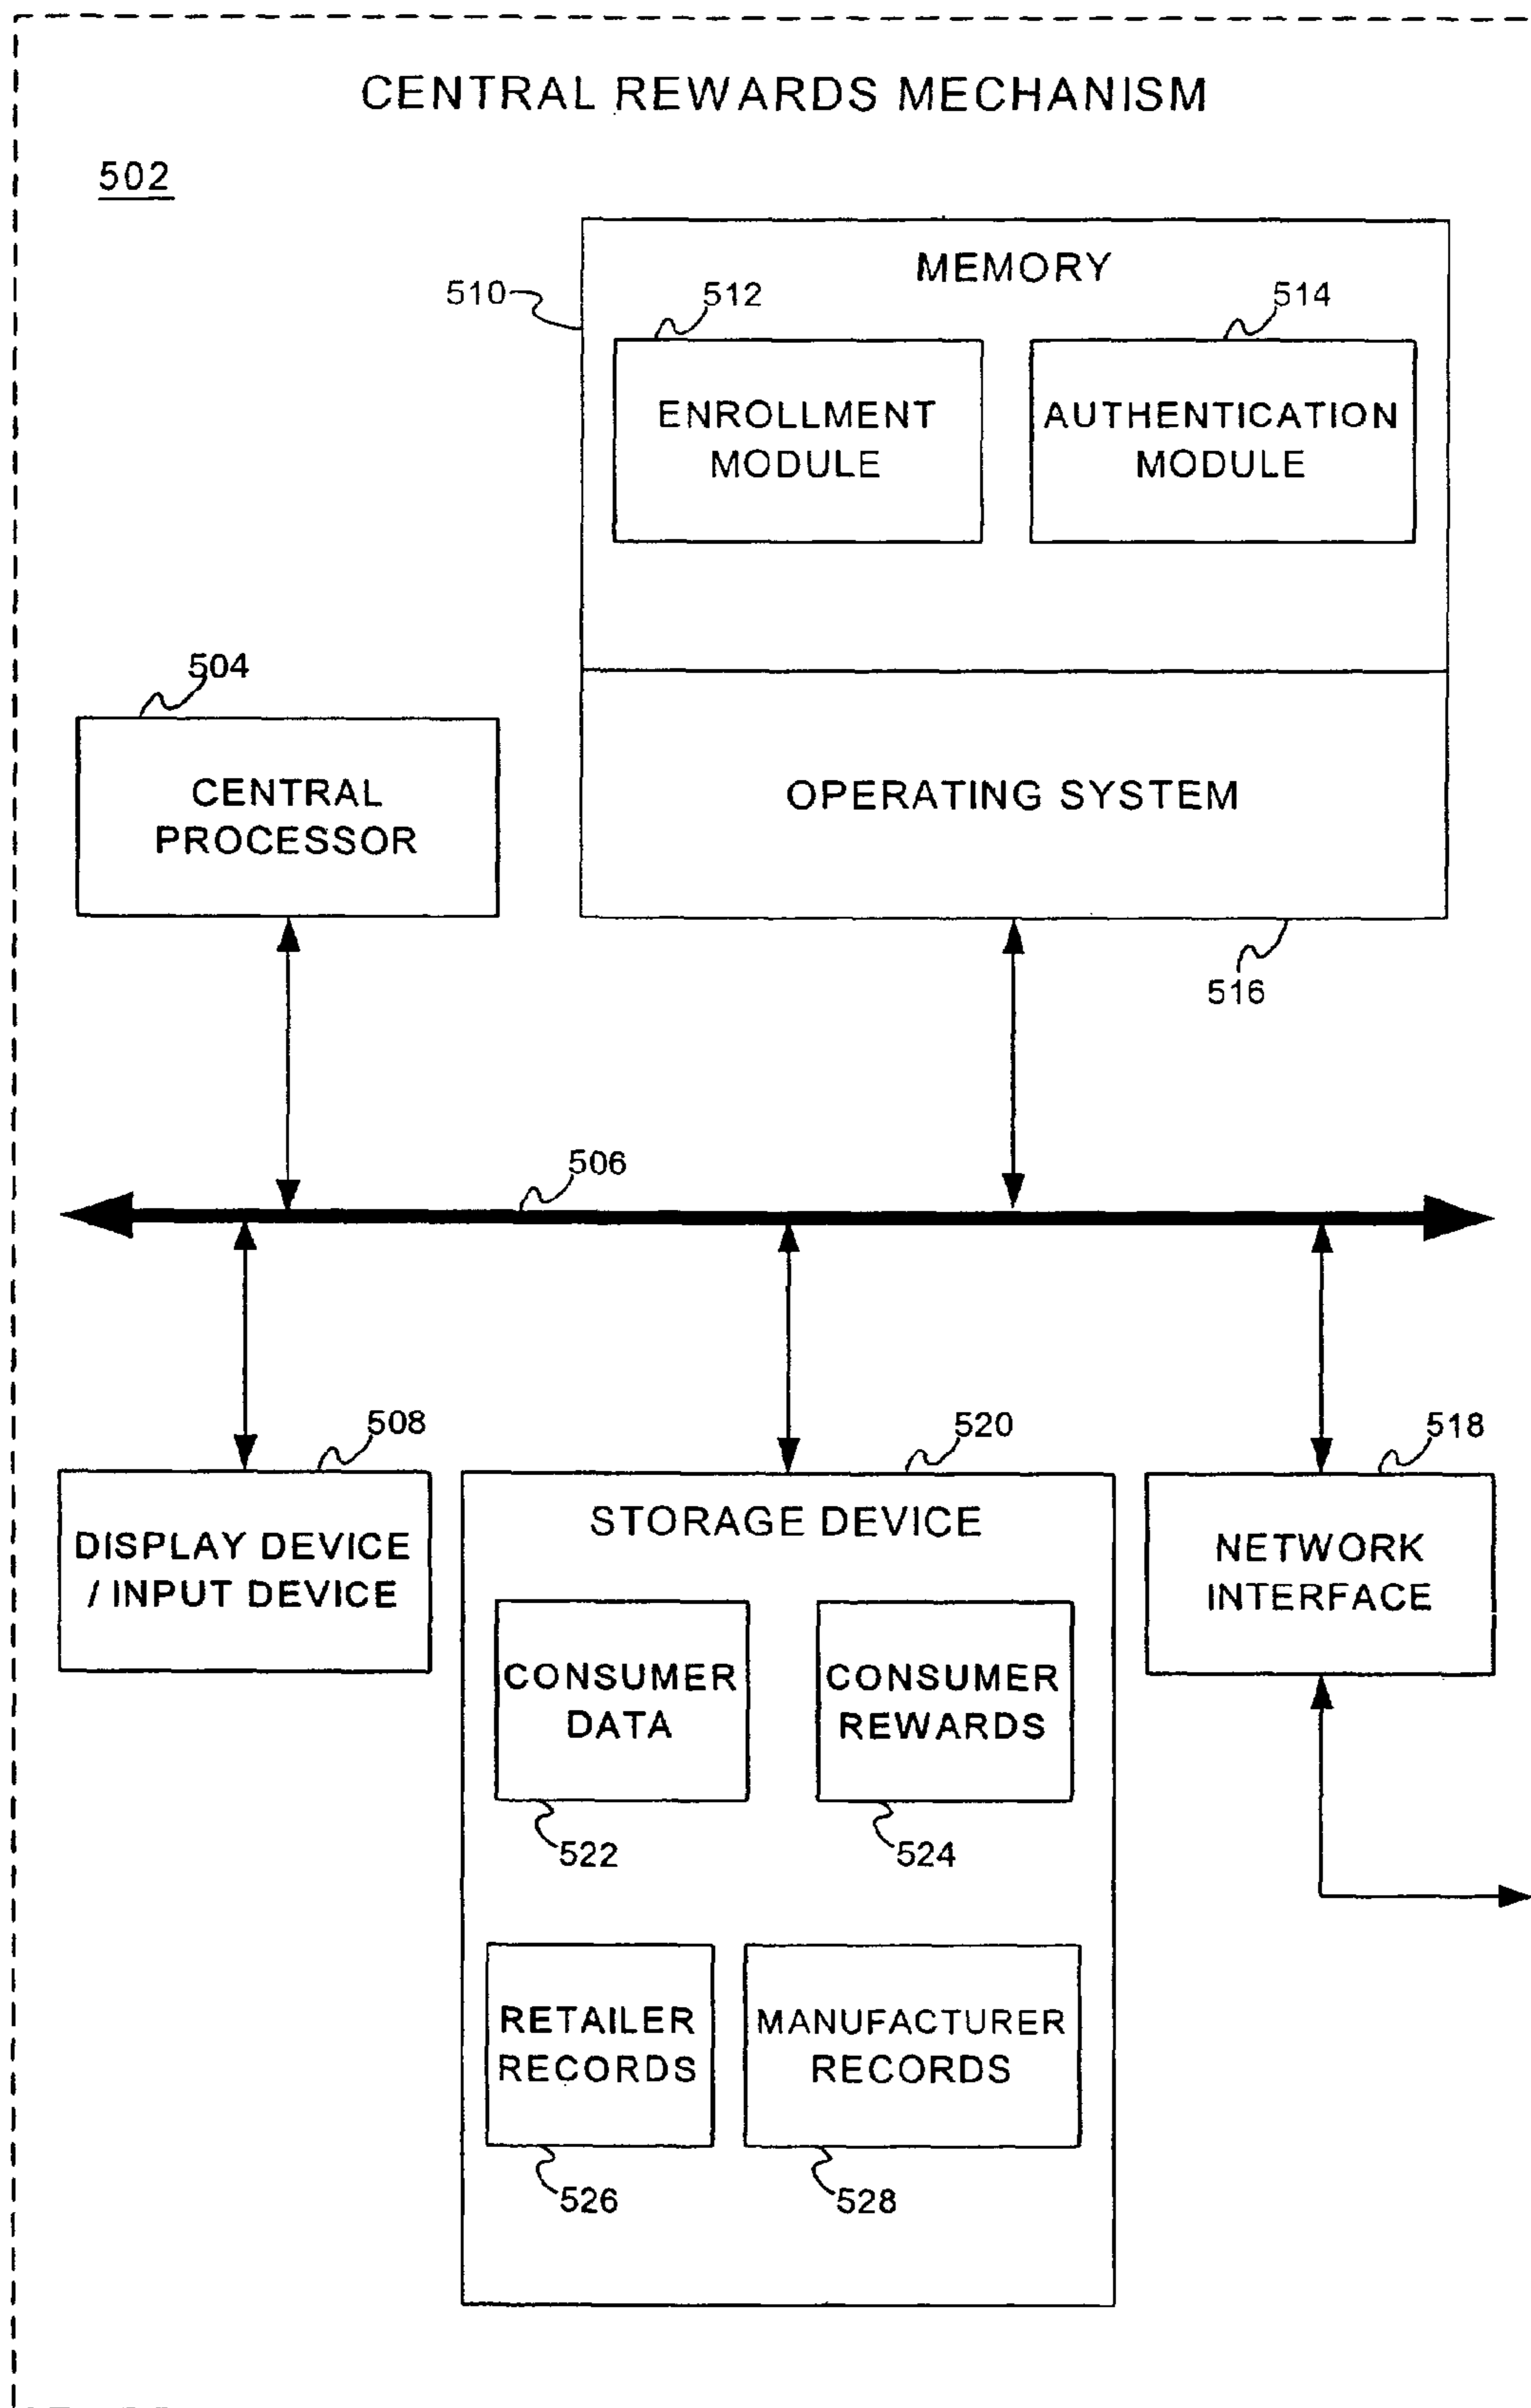 CENTRAL REWARDS MECHANISM
502
MEMORY
510
512
514
ENROLLMENT
MODULE
AUTHENTICATION
MODULE
504
CENTRAL
PROCESSOR
OPERATING SYSTEM
516
506
508
520
518
DISPLAY DEVICE
/ INPUT DEVICE
STORAGE DEVICE
NETWORK
INTERFACE
CONSUMER
DATA
CONSUMER
REWARDS
522
524
RETAILER
RECORDS
MANUFACTURER
RECORDS
526
528